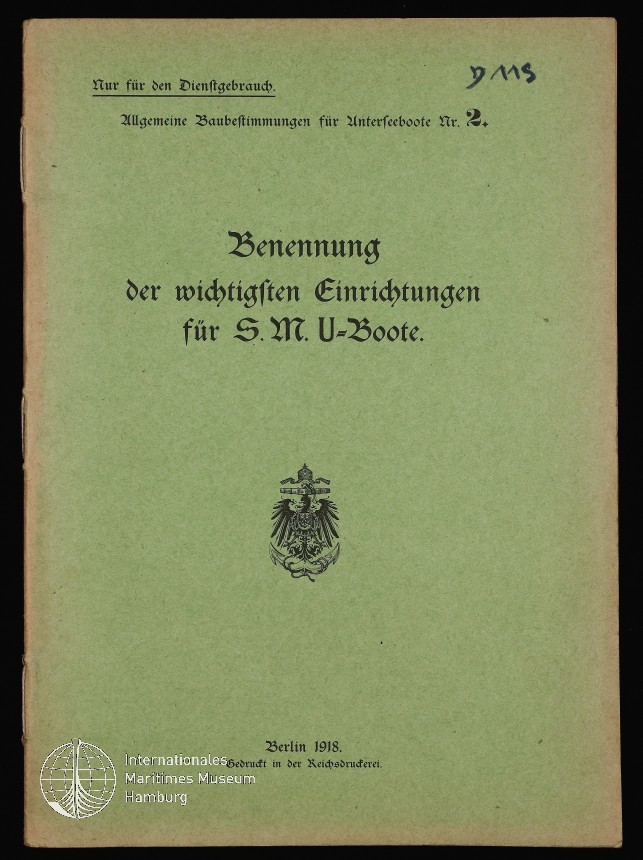 Nur für den Dienstgebrauch.
D 119
Allgemeine Baubestimmungen für Unterseeboote Nr. 2.
Benennung
der wichtigsten Einrichtungen
für S. M. U-Boote.
Berlin 1918.
Gedruckt in der Reichsdruckerei.
Internationales
Maritimes Museum
Hamburg